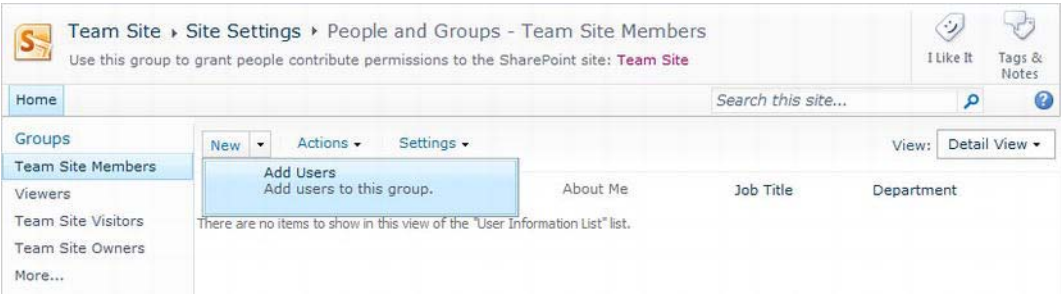 Team Site ▸ Site Settings ▸ People and Groups - Team Site Members
Use this group to grant people contribute permissions to the SharePoint site: Team Site
I Like It
Tags &
Notes
Home
Search this site...
Groups
Team Site Members
Viewers
Team Site Visitors
Team Site Owners
More...
New Actions Settings View: Detail View
Add Users
Add users to this group.
About Me Job Title Department
There are no items to show in this view of the "User Information List" list.